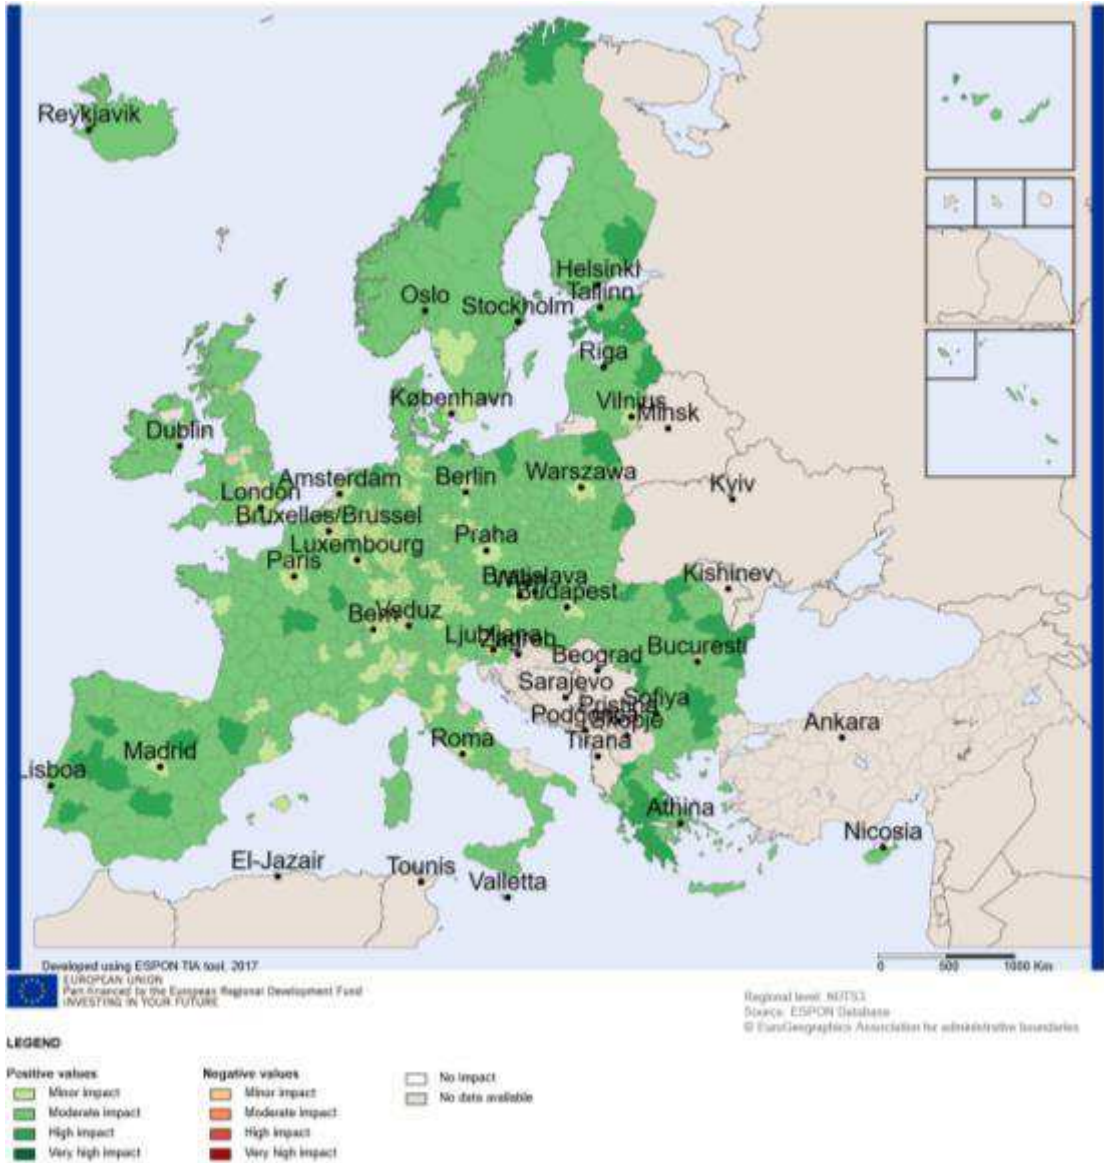 Reykjavik
Helsinki
Tallinn
Oslo
Stockholm
Riga
København
Vilnius
Minsk
Dublin
Amsterdam
Berlin
Warszawa
London
Kyiv
Bruxelles/Brussel
Praha
Luxembourg
Paris
Bratislava
Kishinev
Budapest
Bern
Vaduz
Ljubljana
Zagreb
Beograd
Bucuresti
Sarajevo
Sofiya
Pristina
Ankara
Madrid
Roma
Skopje
Tirana
Lisboa
Athina
Nicosia
El-Jazair
Tounis
Valletta
Developed using ESPON TIA tool, 2017
0 500 1000 Km
EUROPEAN UNION
Part-financed by the European Regional Development Fund
INVESTING IN YOUR FUTURE
Regional level: NUTS3
Source: ESPON Database
© EuroGeographics Association for administrative boundaries
LEGEND
Positive values
Minor impact
Moderate impact
High impact
Very high impact
Negative values
Minor impact
Moderate impact
High impact
Very high impact
No impact
No data available